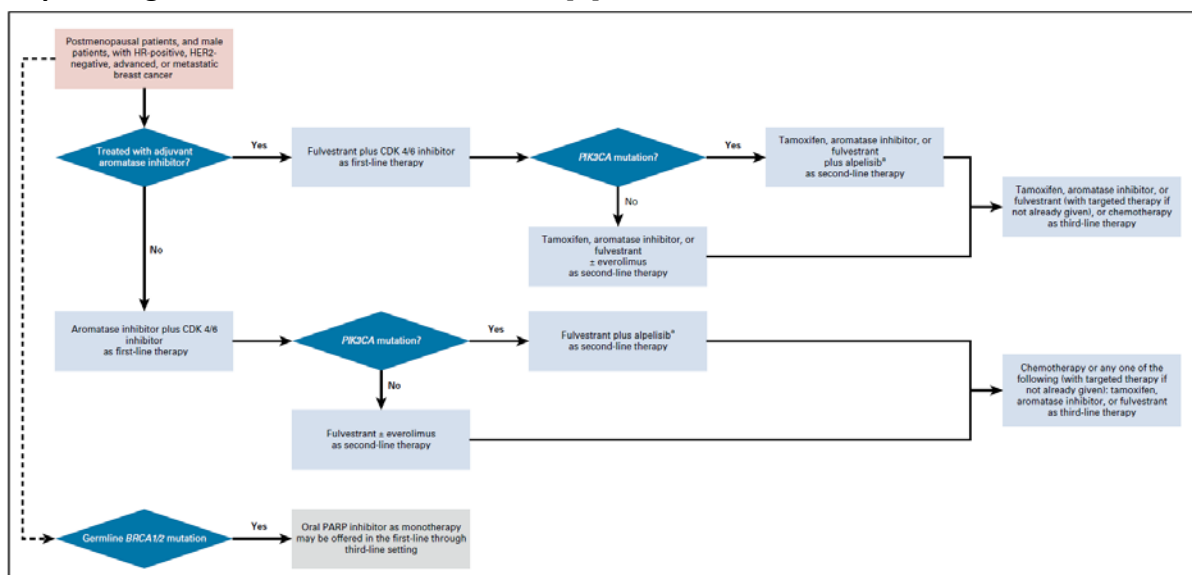 Postmenopausal patients, and male
patients, with HR-positive, HER2-
negative, advanced, or metastatic
breast cancer
Treated with adjuvant
aromatase inhibitor?
Yes
Fulvestrant plus CDK 4/6 inhibitor
as first-line therapy
PIK3CA mutation?
Yes
Tamoxifen, aromatase inhibitor, or
fulvestrant
plus alpelisibª
as second-line therapy
No
Tamoxifen, aromatase inhibitor, or
fulvestrant
± everolimus
as second-line therapy
Tamoxifen, aromatase inhibitor, or
fulvestrant (with targeted therapy if
not already given), or chemotherapy
as third-line therapy
No
Aromatase inhibitor plus CDK 4/6
inhibitor
as first-line therapy
PIK3CA mutation?
Yes
Fulvestrant plus alpelisibª
as second-line therapy
No
Fulvestrant ± everolimus
as second-line therapy
Chemotherapy or any one of the
following (with targeted therapy if
not already given): tamoxifen,
aromatase inhibitor, or fulvestrant
as third-line therapy
Germline BRCA1/2 mutation
Yes
Oral PARP inhibitor as monotherapy
may be offered in the first-line through
third-line setting